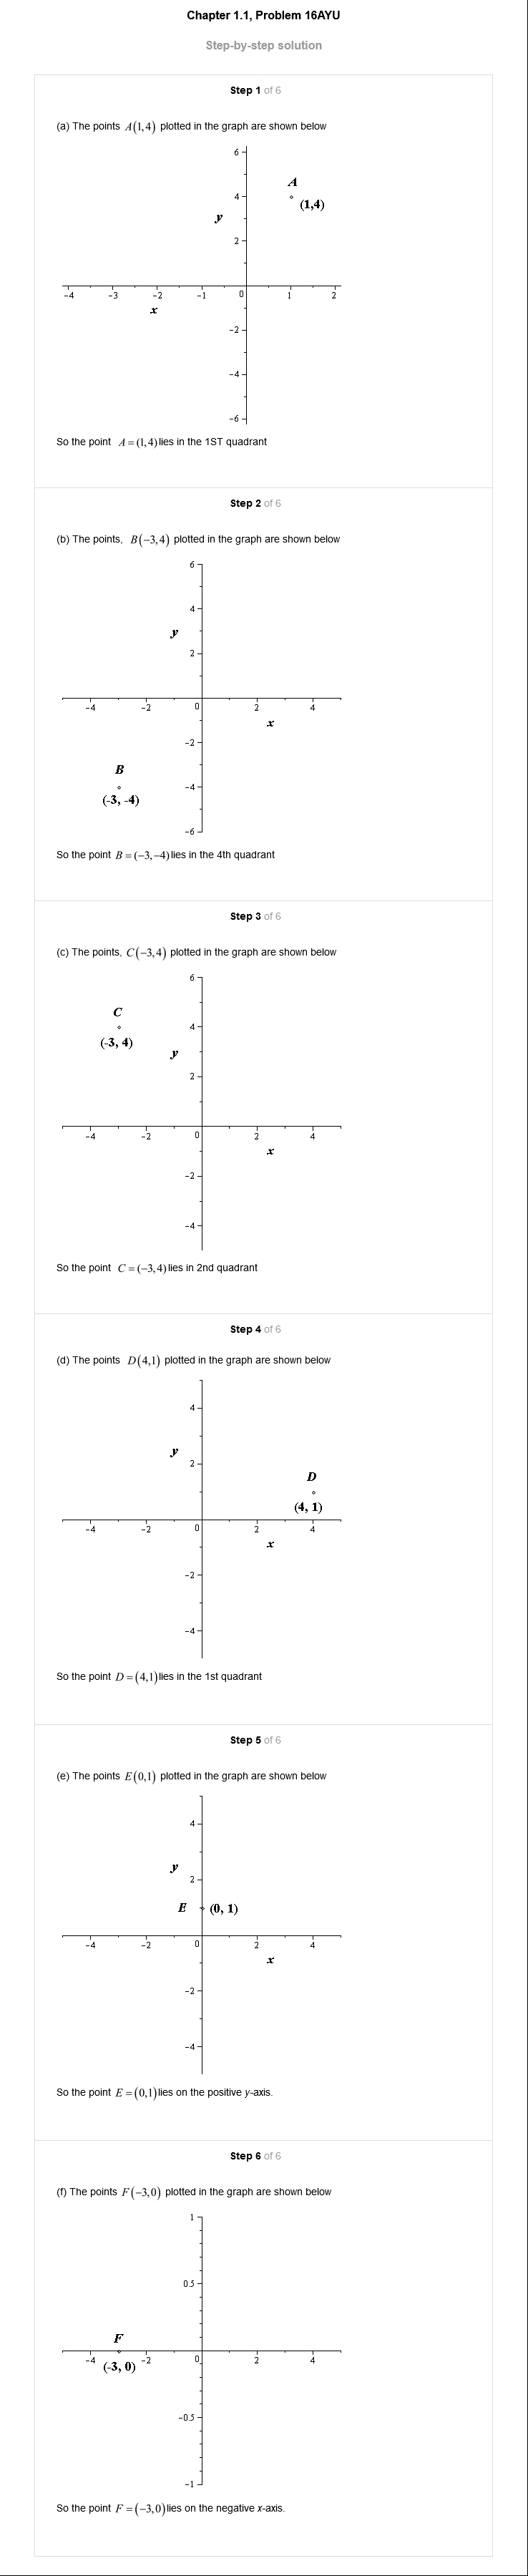 Chapter 1.1, Problem 16AYU
Step-by-step solution
Step 1 of 6
(a) The points A(1,4) plotted in the graph are shown below
6
A
4
(1,4)
y
2
-4 -3 -2 -1 0 1 2
x
-2
-4
-6
So the point A=(1,4)lies in the 1ST quadrant
Step 2 of 6
(b) The points, B(−3,4) plotted in the graph are shown below
6
4
y
2
-4 -2 0 2 4
x
-2
B
-4
(-3, -4)
-6
So the point B=(−3,−4)lies in the 4th quadrant
Step 3 of 6
(c) The points, C(−3,4) plotted in the graph are shown below
6
C
4
(-3, 4)
y
2
-4 -2 0 2 4
x
-2
-4
So the point C=(−3,4)lies in 2nd quadrant
Step 4 of 6
(d) The points D(4,1) plotted in the graph are shown below
4
y
2
D
(4, 1)
-4 -2 0 2 4
x
-2
-4
So the point D=(4,1)lies in the 1st quadrant
Step 5 of 6
(e) The points E(0,1) plotted in the graph are shown below
4
y
2
E (0, 1)
-4 -2 0 2 4
x
-2
-4
So the point E=(0,1)lies on the positive y-axis.
Step 6 of 6
(f) The points F(−3,0) plotted in the graph are shown below
1
0.5
F
-4 -2 0 2 4
(-3, 0)
-0.5
-1
So the point F=(−3,0)lies on the negative x-axis.